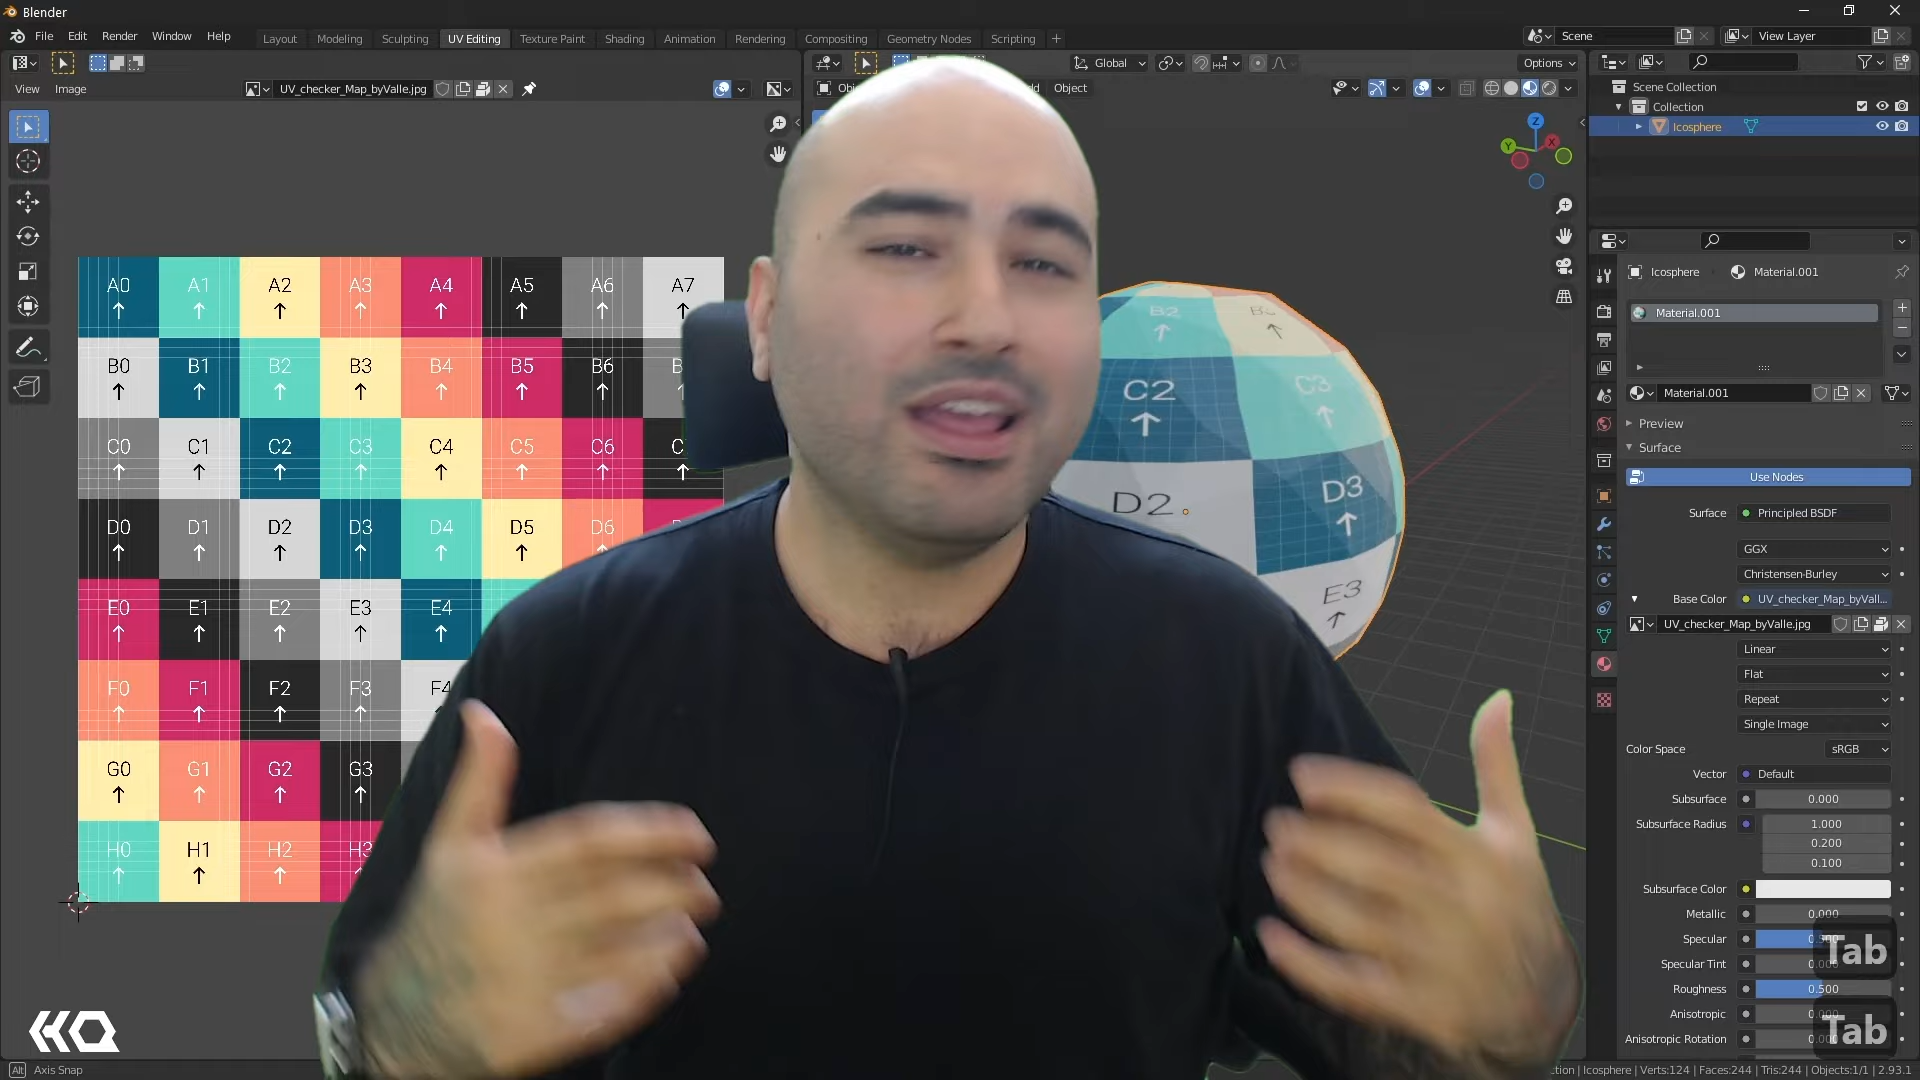 Blender
File Edit Render Window Help
Layout Modeling Sculpting UV Editing Texture Paint Shading Animation Rendering Compositing Geometry Nodes Scripting +
Scene
View Layer
Global
Options
View Image
UV_checker_Map_byValle.jpg
Object
Scene Collection
Collection
Icosphere
Z
Y
X
A0 A1 A2 A3 A4 A5 A6 A7
B0 B1 B2 B3 B4 B5 B6
C0 C1 C2 C3 C4 C5 C6
D0 D1 D2 D3 D4 D5 D6
E0 E1 E2 E3 E4
F0 F1 F2 F3 F4
G0 G1 G2 G3
H0 H1 H2 H3
B2
C2 C3
D2 D3
E3
Icosphere Material.001
Material.001
Material.001
Preview
Surface
Use Nodes
Surface Principled BSDF
GGX
Christensen-Burley
Base Color UV_checker_Map_byVall...
UV_checker_Map_byValle.jpg
Linear
Flat
Repeat
Single Image
Color Space sRGB
Vector Default
Subsurface 0.000
Subsurface Radius 1.000
0.200
0.100
Subsurface Color
Metallic 0.000
Specular
Specular Tint
Roughness 0.500
Anisotropic
Anisotropic Rotation
Tab
Tab
HQ
Alt Axis Snap
Icosphere | Verts:124 | Faces:244 | Tris:244 | Objects:1/1 | 2.93.1